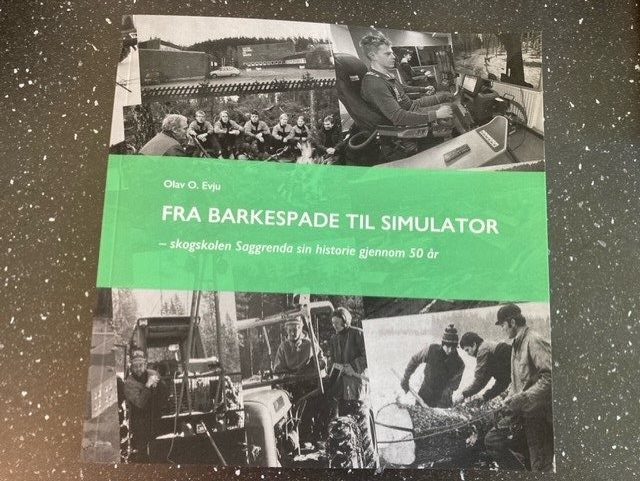 Olav O. Evju
FRA BARKESPADE TIL SIMULATOR
– skogskolen Saggrenda sin historie gjennom 50 år